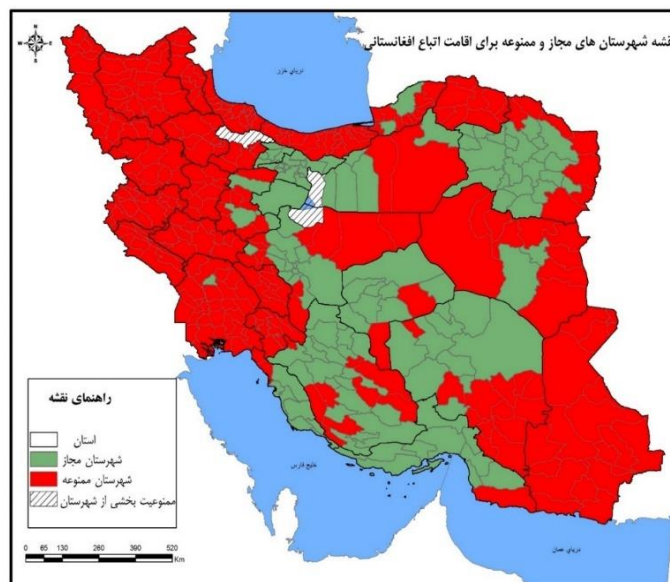 نقشه شهرستان های مجاز و ممنوعه برای اقامت اتباع افغانستانی
N
W E
S
دریای خزر
خلیج فارس
دریای عمان
راهنمای نقشه
استان
شهرستان مجاز
شهرستان ممنوعه
ممنوعیت بخشی از شهرستان
0 65 130 260 390 520
Km